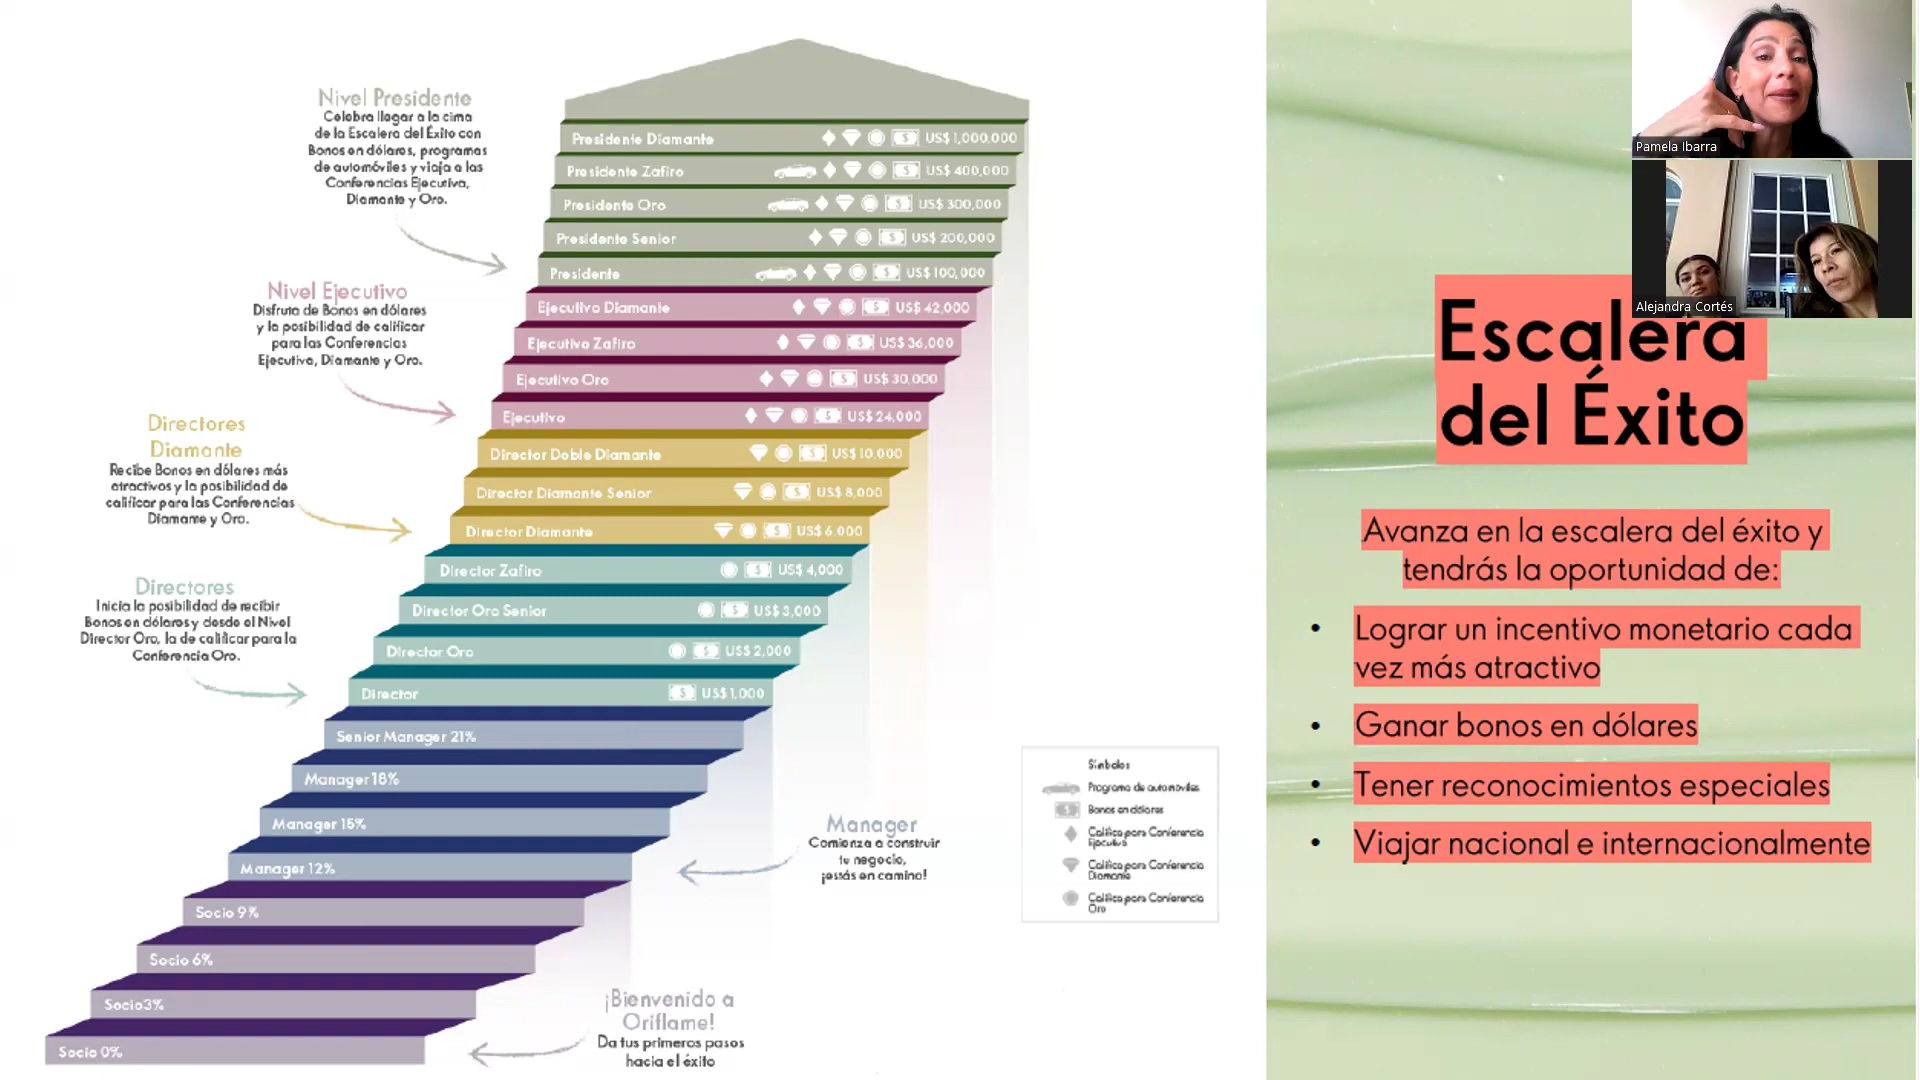 Nivel Presidente
Celebra llegar a la cima
de la Escalera del Éxito con
Bonos en dólares, programas
de automóviles y viaja a las
Conferencias Ejecutiva,
Diamante y Oro.
Nivel Ejecutivo
Disfruta de Bonos en dólares
y la posibilidad de calificar
para las Conferencias
Ejecutiva, Diamante y Oro.
Directores
Diamante
Recibe Bonos en dólares más
atractivos y la posibilidad de
calificar para las Conferencias
Diamante y Oro.
Directores
Inicia la posibilidad de recibir
Bonos en dólares y desde el Nivel
Director Oro, la de calificar para la
Conferencia Oro.
Presidente Diamante US$ 1,000,000
Presidente Zafiro US$ 400,000
Presidente Oro US$ 300,000
Presidente Senior US$ 200,000
Presidente US$ 100,000
Ejecutivo Diamante US$ 42,000
Ejecutivo Zafiro US$ 36,000
Ejecutivo Oro US$ 30,000
Ejecutivo US$ 24,000
Director Doble Diamante US$ 10,000
Director Diamante Senior US$ 8,000
Director Diamante US$ 6,000
Director Zafiro US$ 4,000
Director Oro Senior US$ 3,000
Director Oro US$ 2,000
Director US$ 1,000
Senior Manager 21%
Manager 18%
Manager 15%
Manager 12%
Socio 9%
Socio 6%
Socio 3%
Socio 0%
Manager
Comienza a construir
tu negocio,
¡estás en camino!
¡Bienvenido a
Oriflame!
Da tus primeros pasos
hacia el éxito
Símbolos
Programa de automóviles
Bonos en dólares
Califica para Conferencia
Ejecutiva
Califica para Conferencia
Diamante
Califica para Conferencia
Oro
Pamela Ibarra
Alejandra Cortés
Escalera
del Éxito
Avanza en la escalera del éxito y
tendrás la oportunidad de:
• Lograr un incentivo monetario cada
vez más atractivo
• Ganar bonos en dólares
• Tener reconocimientos especiales
• Viajar nacional e internacionalmente